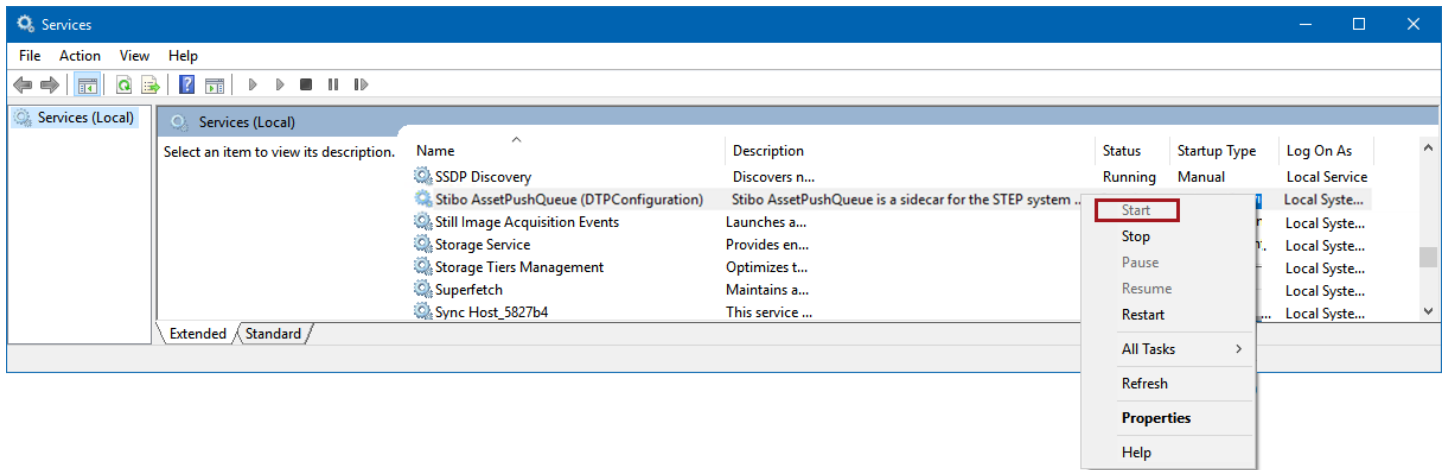 Services
File Action View Help
Services (Local)
Services (Local)
Select an item to view its description.
Name Description Status Startup Type Log On As
SSDP Discovery Discovers n... Running Manual Local Service
Stibo AssetPushQueue (DTPConfiguration) Stibo AssetPushQueue is a sidecar for the STEP system .. Local Syste...
Still Image Acquisition Events Launches a... Local Syste...
Storage Service Provides en... Local Syste...
Storage Tiers Management Optimizes t... Local Syste...
Superfetch Maintains a... Local Syste...
Sync Host_5827b4 This service ... Local Syste...
Extended Standard
Start
Stop
Pause
Resume
Restart
All Tasks
Refresh
Properties
Help